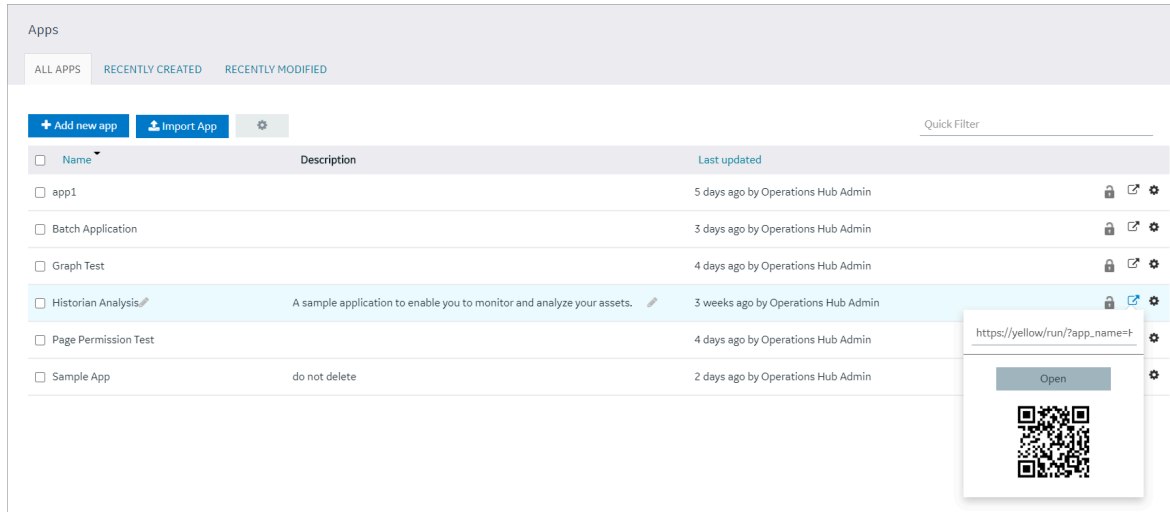 Apps
ALL APPS RECENTLY CREATED RECENTLY MODIFIED
Add new app Import App Quick Filter
Name Description Last updated
app1 5 days ago by Operations Hub Admin
Batch Application 3 days ago by Operations Hub Admin
Graph Test 4 days ago by Operations Hub Admin
Historian Analysis A sample application to enable you to monitor and analyze your assets. 3 weeks ago by Operations Hub Admin
https://yellow/run/?app_name=H
Page Permission Test 4 days ago by Operations Hub Admin
Sample App do not delete 2 days ago by Operations Hub Admin
Open